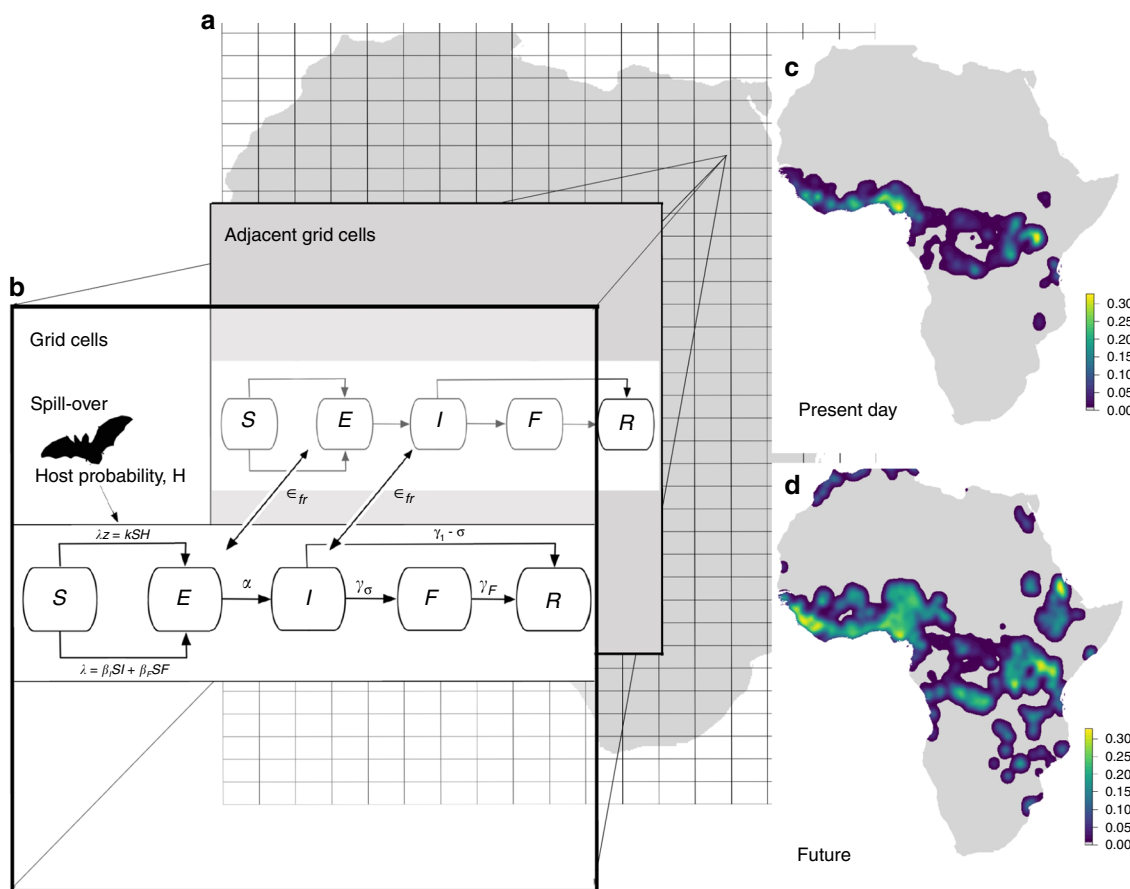 a
Adjacent grid cells
b
Grid cells
Spill-over
Host probability, H
S
E
I
F
R
∈fr
∈fr
λz = kSH
γ1 - σ
S
E
α
I
γσ
F
γF
R
λ = βISI + βFSF
c
0.30
0.25
0.20
0.15
0.10
0.05
0.00
Present day
d
0.30
0.25
0.20
0.15
0.10
0.05
0.00
Future